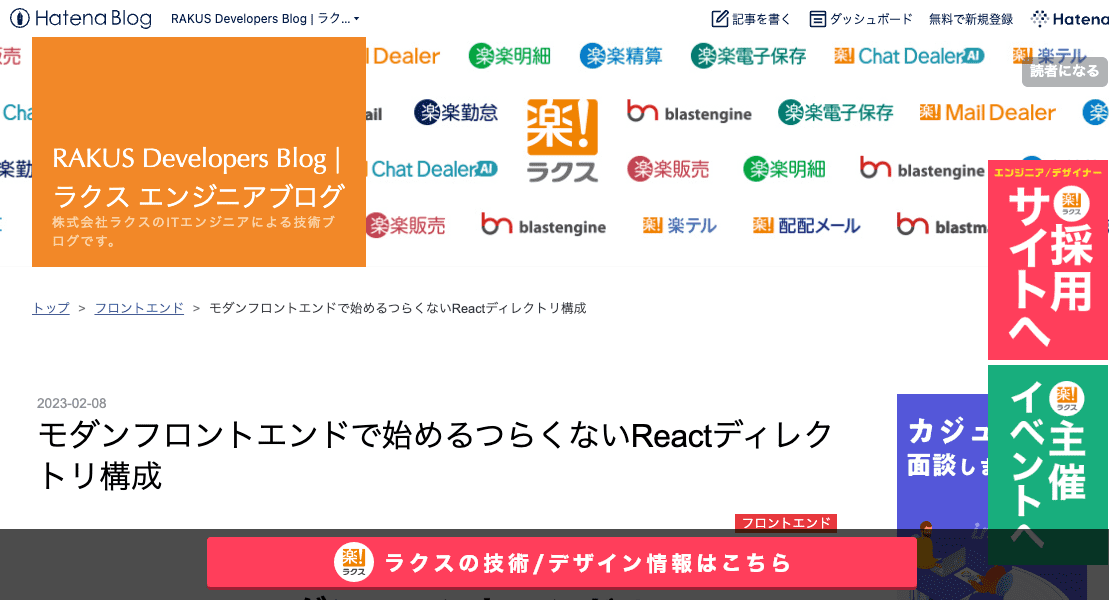 Hatena Blog
RAKUS Developers Blog | ラク...
記事を書く
ダッシュボード
無料で新規登録
Hatena
読者になる
販売
Dealer
楽楽明細
楽楽精算
楽楽電子保存
楽! Chat Dealer AI
楽! 楽テル
楽楽勤怠
楽!
ラクス
blastengine
楽楽電子保存
楽! Mail Dealer
RAKUS Developers Blog |
ラクス エンジニアブログ
株式会社ラクスのITエンジニアによる技術ブ
ログです。
Chat Dealer AI
楽楽販売
楽楽明細
blastengine
楽楽販売
blastengine
楽! 楽テル
楽! 配配メール
エンジニア/デザイナー
楽! ラクス
採用
サイトへ
トップ > フロントエンド > モダンフロントエンドで始めるつらくないReactディレクトリ構成
2023-02-08
モダンフロントエンドで始めるつらくないReactディレク
トリ構成
フロントエンド
カジュ
面談し
楽! ラクス
主催
イベントへ
楽! ラクス
ラクスの技術/デザイン情報はこちら